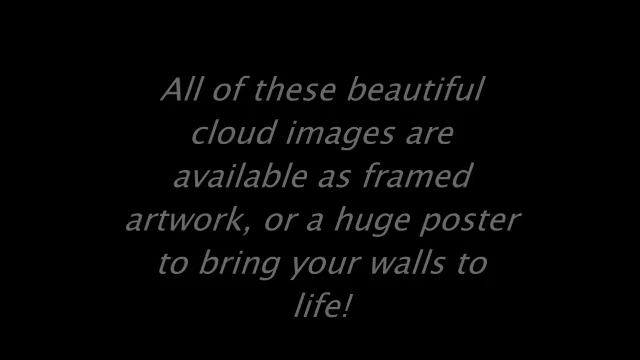 All of these beautiful
cloud images are
available as framed
artwork, or a huge poster
to bring your walls to
life!